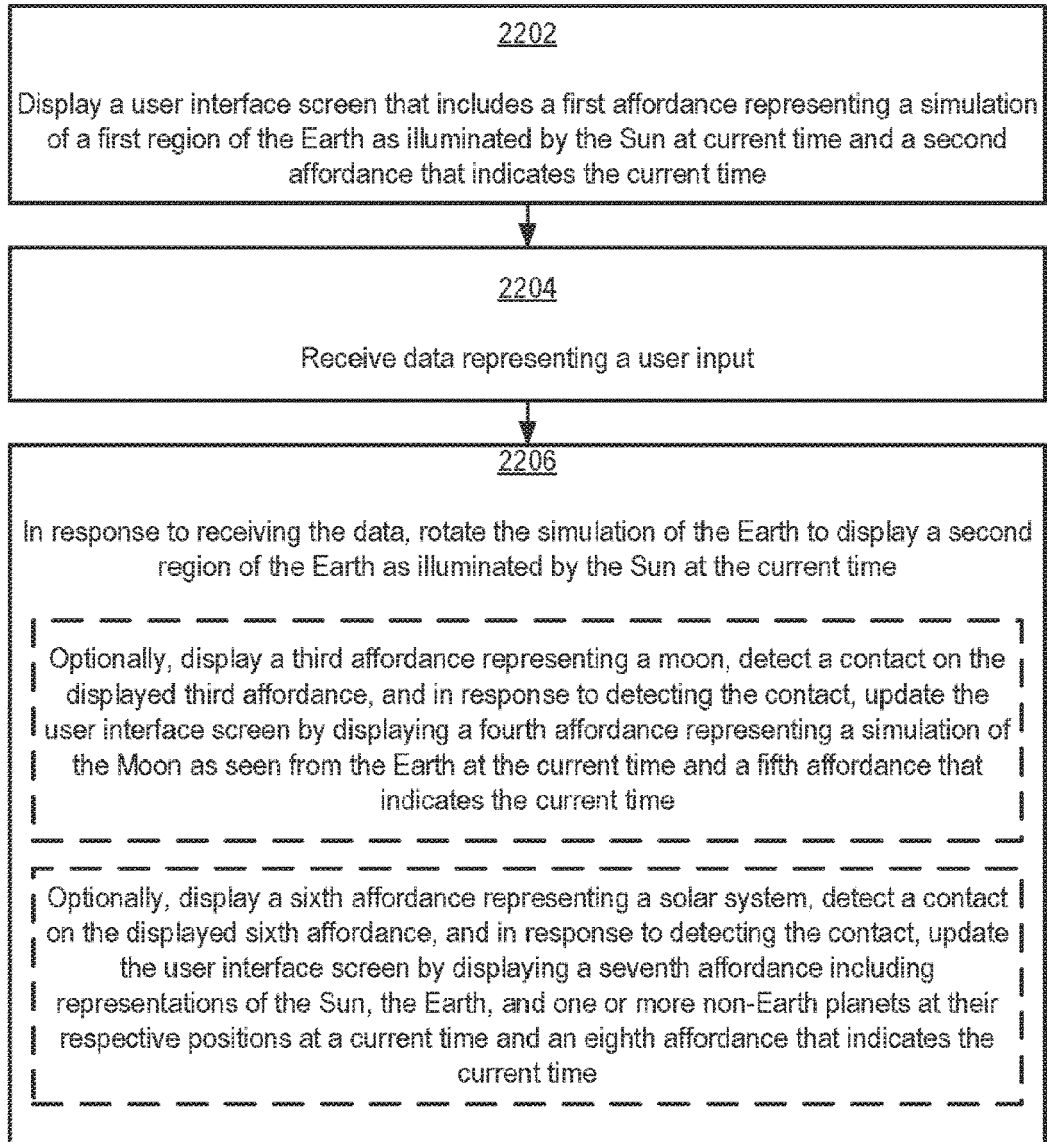 2202
Display a user interface screen that includes a first affordance representing a simulation
of a first region of the Earth as illuminated by the Sun at current time and a second
affordance that indicates the current time
2204
Receive data representing a user input
2206
In response to receiving the data, rotate the simulation of the Earth to display a second
region of the Earth as illuminated by the Sun at the current time
Optionally, display a third affordance representing a moon, detect a contact on the
displayed third affordance, and in response to detecting the contact, update the
user interface screen by displaying a fourth affordance representing a simulation of
the Moon as seen from the Earth at the current time and a fifth affordance that
indicates the current time
Optionally, display a sixth affordance representing a solar system, detect a contact
on the displayed sixth affordance, and in response to detecting the contact, update
the user interface screen by displaying a seventh affordance including
representations of the Sun, the Earth, and one or more non-Earth planets at their
respective positions at a current time and an eighth affordance that indicates the
current time